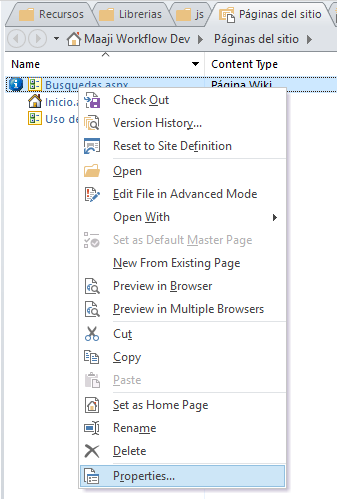 Recursos
Librerias
js
Páginas del sitio
Maaji Workflow Dev
Páginas del sitio
Name
Content Type
Busquedas.aspx
Página Wiki
Inicio.a
Uso de
Check Out
Version History...
Reset to Site Definition
Open
Edit File in Advanced Mode
Open With
Set as Default Master Page
New From Existing Page
Preview in Browser
Preview in Multiple Browsers
Cut
Copy
Paste
Set as Home Page
Rename
Delete
Properties...